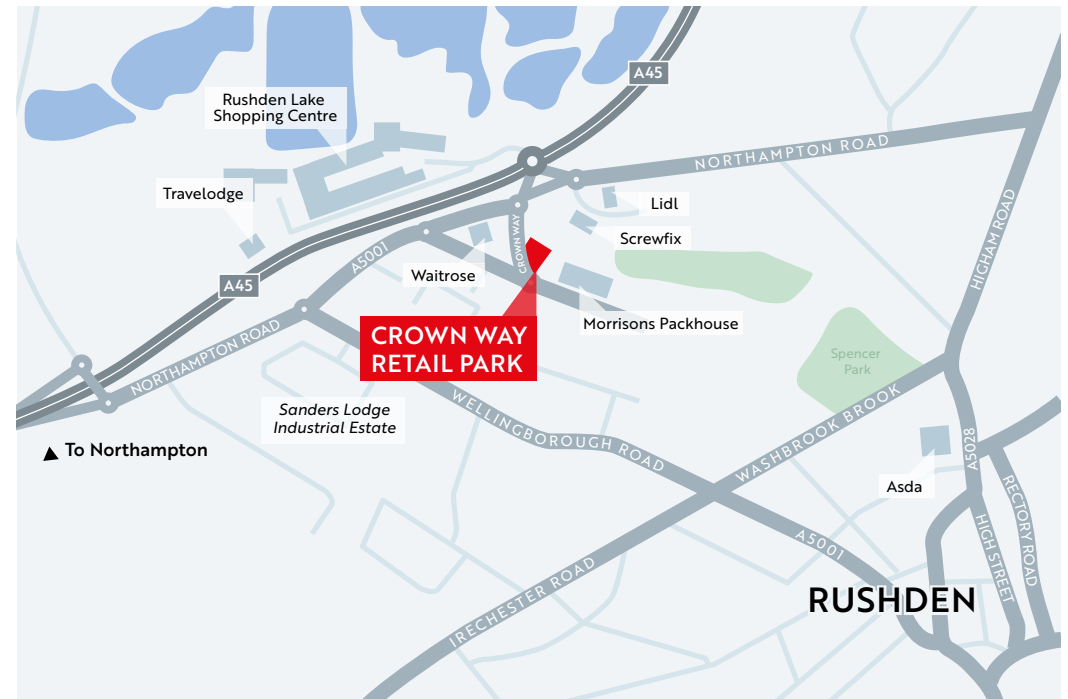 A45
Rushden Lake
Shopping Centre
NORTHAMPTON ROAD
Travelodge
Lidl
Screwfix
CROWN WAY
A5001
Waitrose
HIGHAM ROAD
A45
Morrisons Packhouse
CROWN WAY
RETAIL PARK
NORTHAMPTON ROAD
Spencer
Park
Sanders Lodge
Industrial Estate
WELLINGBOROUGH ROAD
WASHBROOK BROOK
To Northampton
A5028
Asda
RECTORY ROAD
HIGH STREET
A5001
IRECHESTER ROAD
RUSHDEN